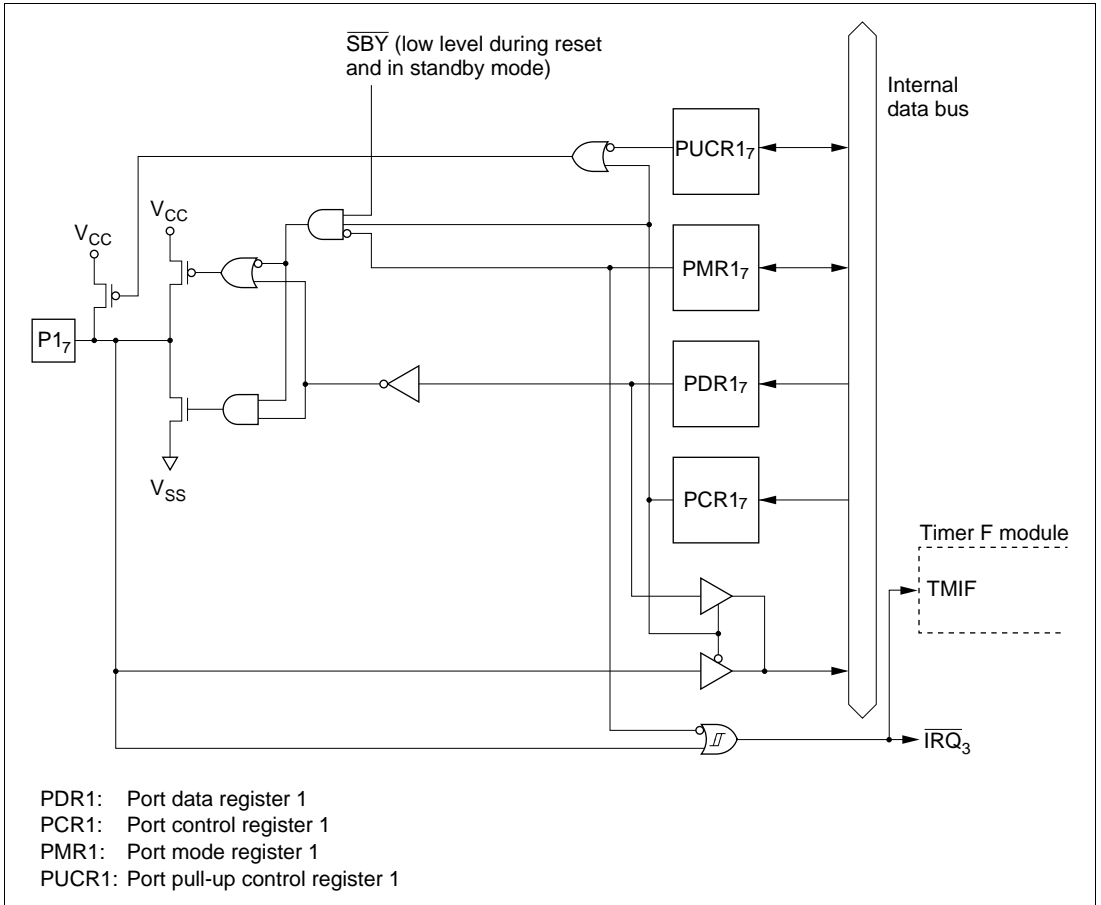 SBY (low level during reset
and in standby mode)
Internal
data bus
PUCR1₇
V_CC
V_CC
PMR1₇
P1₇
PDR1₇
V_SS
PCR1₇
Timer F module
TMIF
IRQ₃
PDR1: Port data register 1
PCR1: Port control register 1
PMR1: Port mode register 1
PUCR1: Port pull-up control register 1